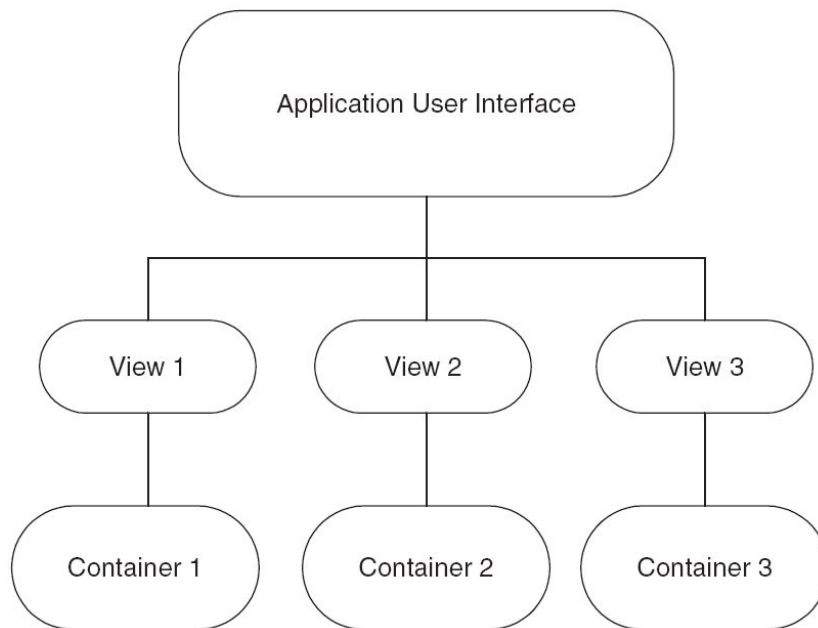 Application User Interface
View 1
View 2
View 3
Container 1
Container 2
Container 3